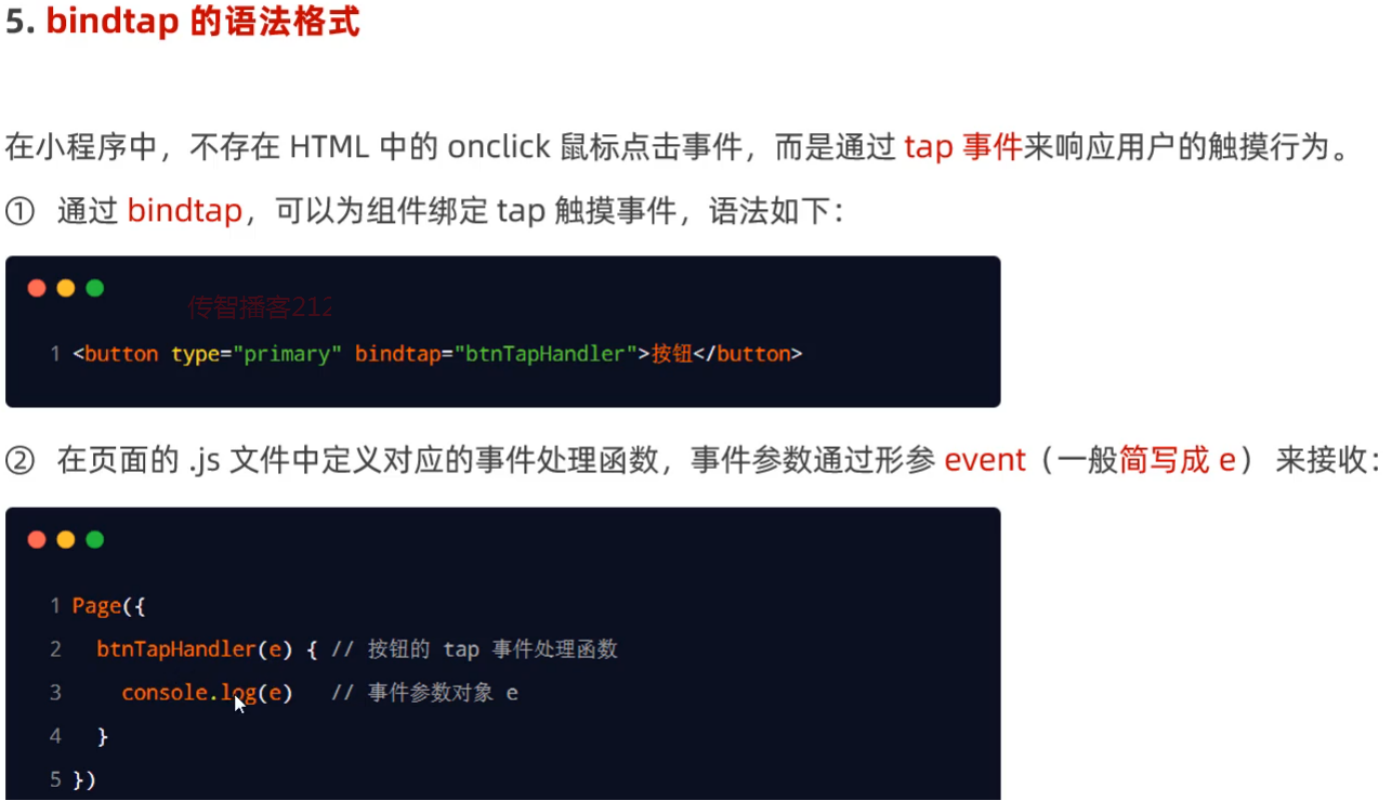 5. bindtap 的语法格式
在小程序中，不存在 HTML 中的 onclick 鼠标点击事件，而是通过 tap 事件来响应用户的触摸行为。
① 通过 bindtap，可以为组件绑定 tap 触摸事件，语法如下：
传智播客212
1 <button type="primary" bindtap="btnTapHandler">按钮</button>
② 在页面的 .js 文件中定义对应的事件处理函数，事件参数通过形参 event（一般简写成 e） 来接收：
1 Page({
2   btnTapHandler(e) { // 按钮的 tap 事件处理函数
3     console.log(e)   // 事件参数对象 e
4   }
5 })